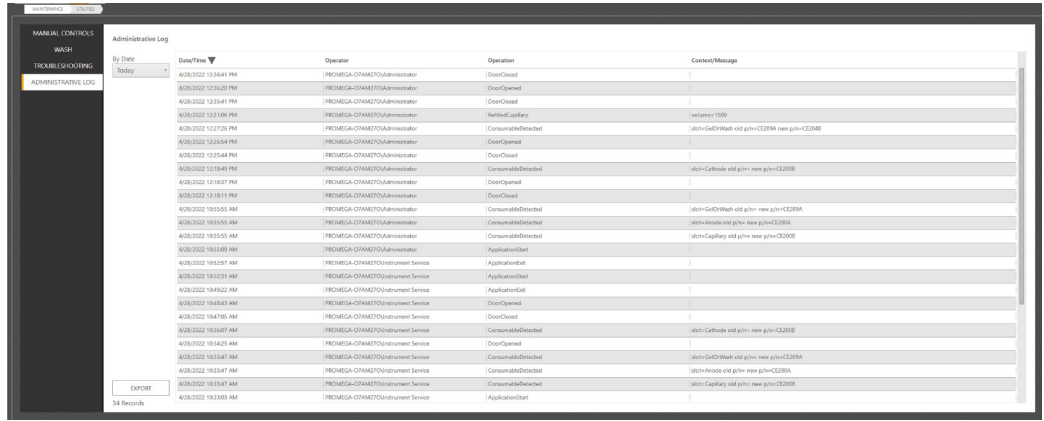 MAINTENANCE UTILITIES
MANUAL CONTROLS
WASH
TROUBLESHOOTING
ADMINISTRATIVE LOG
Administrative Log
By Date
Today
Date/Time Operator Operation Context/Message
4/28/2022 12:36:41 PM PROMEGA-O7AM27O\Administrator DoorClosed
4/28/2022 12:36:20 PM PROMEGA-O7AM27O\Administrator DoorOpened
4/28/2022 12:35:41 PM PROMEGA-O7AM27O\Administrator DoorClosed
4/28/2022 12:31:06 PM PROMEGA-O7AM27O\Administrator RefilledCapillary volume=1500
4/28/2022 12:27:26 PM PROMEGA-O7AM27O\Administrator ConsumableDetected slot=GelOrWash old p/n=CE209A new p/n=CE204B
4/28/2022 12:25:54 PM PROMEGA-O7AM27O\Administrator DoorOpened
4/28/2022 12:25:44 PM PROMEGA-O7AM27O\Administrator DoorClosed
4/28/2022 12:18:49 PM PROMEGA-O7AM27O\Administrator ConsumableDetected slot=Cathode old p/n= new p/n=CE200B
4/28/2022 12:18:37 PM PROMEGA-O7AM27O\Administrator DoorOpened
4/28/2022 12:18:11 PM PROMEGA-O7AM27O\Administrator DoorClosed
4/28/2022 10:55:55 AM PROMEGA-O7AM27O\Administrator ConsumableDetected slot=GelOrWash old p/n= new p/n=CE209A
4/28/2022 10:55:55 AM PROMEGA-O7AM27O\Administrator ConsumableDetected slot=Anode old p/n= new p/n=CE200A
4/28/2022 10:55:55 AM PROMEGA-O7AM27O\Administrator ConsumableDetected slot=Capillary old p/n= new p/n=CE200B
4/28/2022 10:55:09 AM PROMEGA-O7AM27O\Administrator ApplicationStart
4/28/2022 10:52:57 AM PROMEGA-O7AM27O\Instrument Service ApplicationExit
4/28/2022 10:52:31 AM PROMEGA-O7AM27O\Instrument Service ApplicationStart
4/28/2022 10:49:22 AM PROMEGA-O7AM27O\Instrument Service ApplicationExit
4/28/2022 10:48:43 AM PROMEGA-O7AM27O\Instrument Service DoorOpened
4/28/2022 10:47:05 AM PROMEGA-O7AM27O\Instrument Service DoorClosed
4/28/2022 10:36:07 AM PROMEGA-O7AM27O\Instrument Service ConsumableDetected slot=Cathode old p/n= new p/n=CE200B
4/28/2022 10:34:25 AM PROMEGA-O7AM27O\Instrument Service DoorOpened
4/28/2022 10:33:47 AM PROMEGA-O7AM27O\Instrument Service ConsumableDetected slot=GelOrWash old p/n= new p/n=CE209A
4/28/2022 10:33:47 AM PROMEGA-O7AM27O\Instrument Service ConsumableDetected slot=Anode old p/n= new p/n=CE200A
4/28/2022 10:33:47 AM PROMEGA-O7AM27O\Instrument Service ConsumableDetected slot=Capillary old p/n= new p/n=CE200B
4/28/2022 10:33:03 AM PROMEGA-O7AM27O\Instrument Service ApplicationStart
EXPORT
34 Records